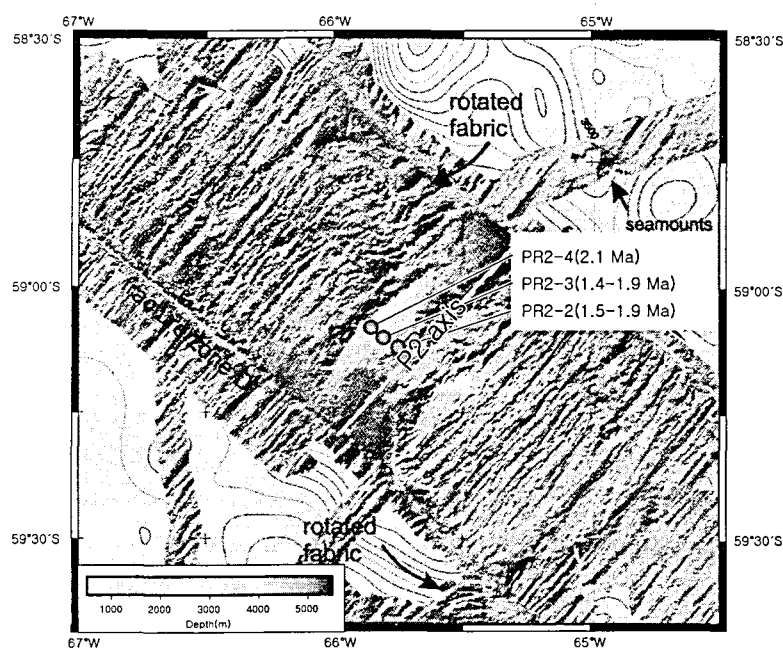 67°W
66°W
65°W
58°30'S
58°30'S
rotated
fabric
seamounts
PR2-4(2.1 Ma)
59°00'S
59°00'S
PR2-3(1.4-1.9 Ma)
PR2-2(1.5-1.9 Ma)
P2 axis
59°30'S
59°30'S
rotated
fabric
1000
2000
3000
4000
5000
Depth(m)
67°W
66°W
65°W